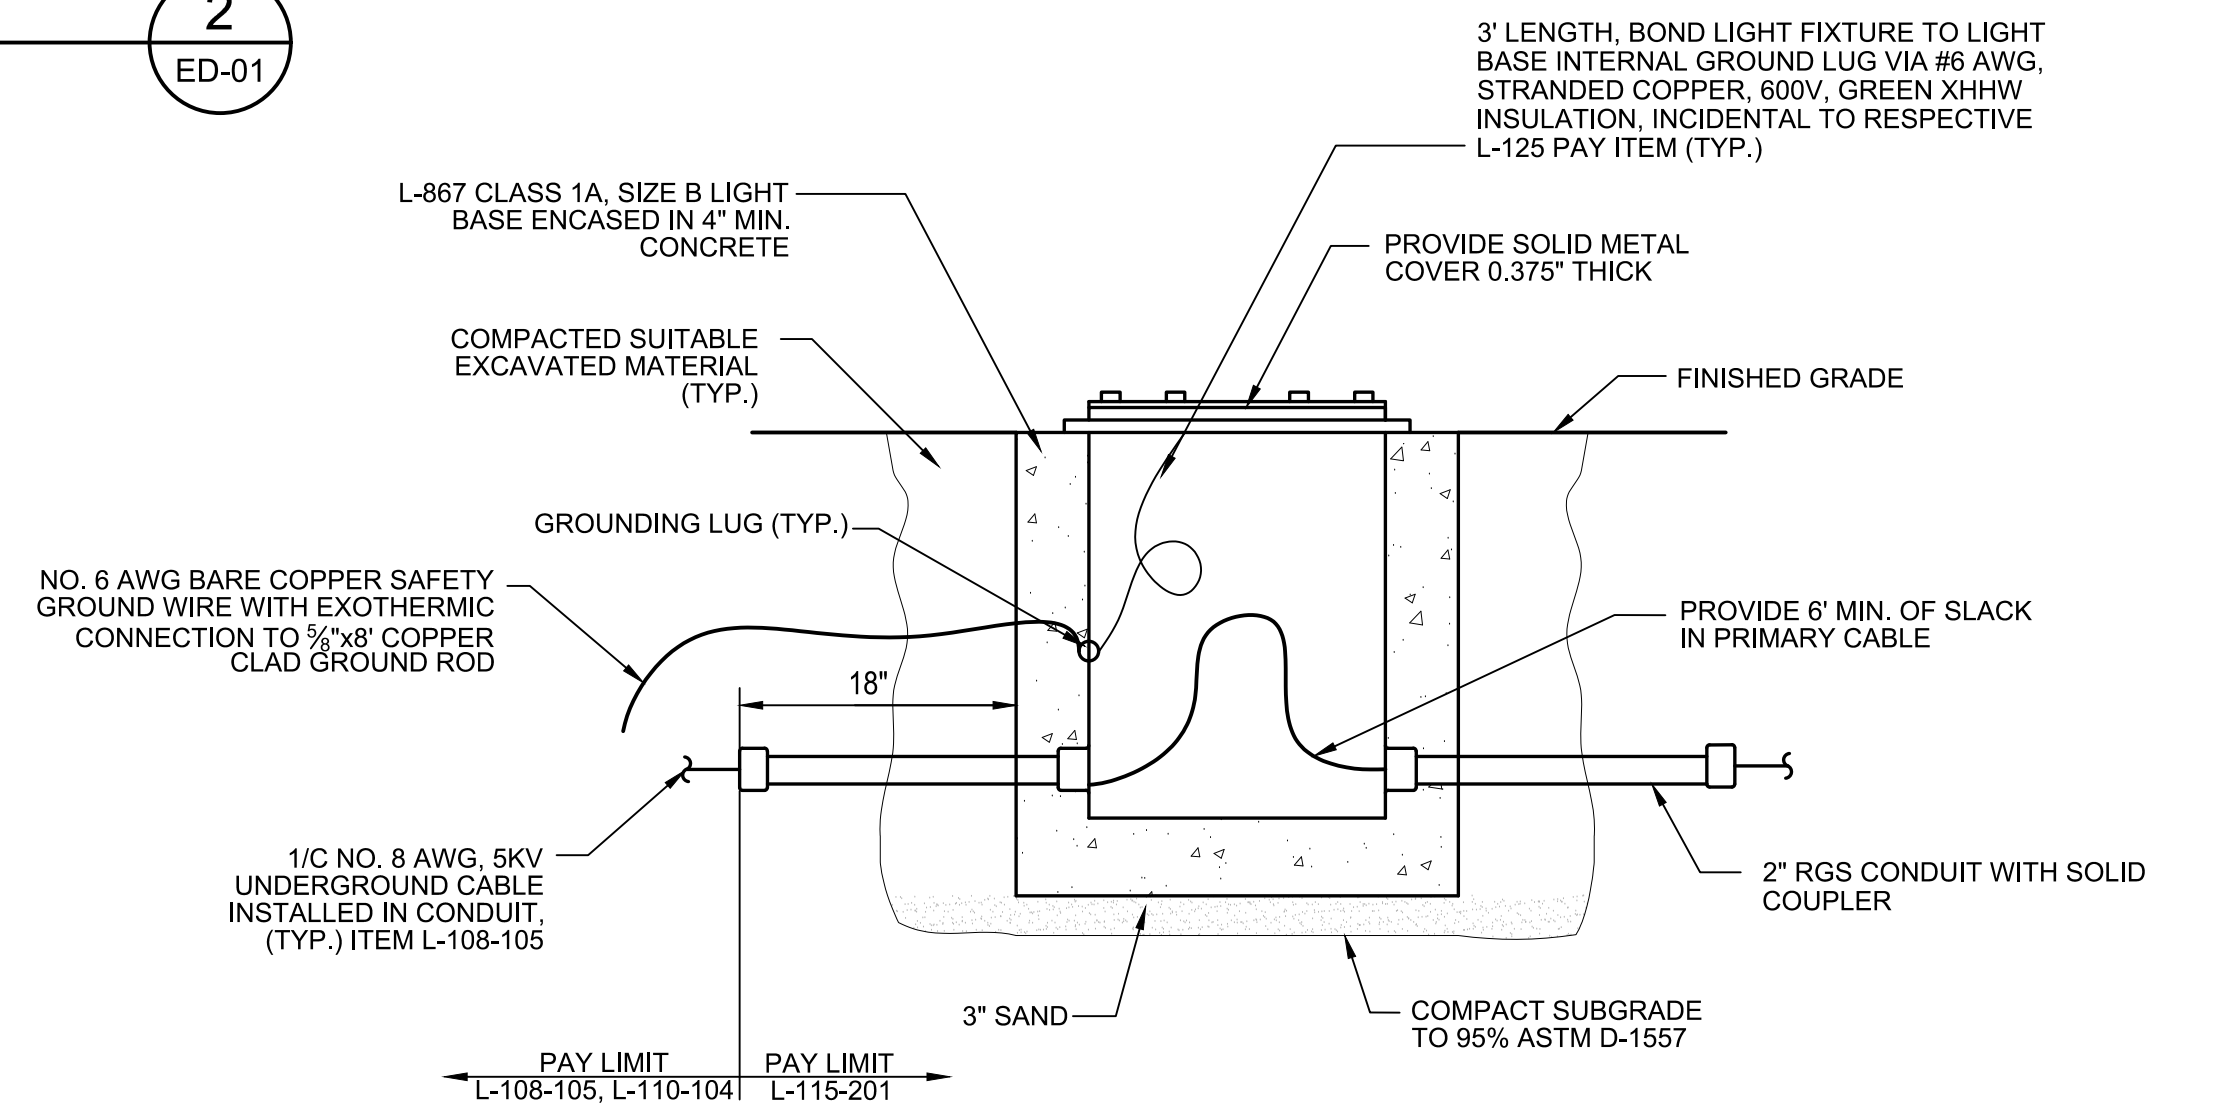 2
ED-01
3' LENGTH, BOND LIGHT FIXTURE TO LIGHT
BASE INTERNAL GROUND LUG VIA #6 AWG,
STRANDED COPPER, 600V, GREEN XHHW
INSULATION, INCIDENTAL TO RESPECTIVE
L-125 PAY ITEM (TYP.)
L-867 CLASS 1A, SIZE B LIGHT
BASE ENCASED IN 4" MIN.
CONCRETE
PROVIDE SOLID METAL
COVER 0.375" THICK
COMPACTED SUITABLE
EXCAVATED MATERIAL
(TYP.)
FINISHED GRADE
GROUNDING LUG (TYP.)
NO. 6 AWG BARE COPPER SAFETY
GROUND WIRE WITH EXOTHERMIC
CONNECTION TO ⅝"x8' COPPER
CLAD GROUND ROD
PROVIDE 6' MIN. OF SLACK
IN PRIMARY CABLE
18"
1/C NO. 8 AWG, 5KV
UNDERGROUND CABLE
INSTALLED IN CONDUIT,
(TYP.) ITEM L-108-105
2" RGS CONDUIT WITH SOLID
COUPLER
3" SAND
COMPACT SUBGRADE
TO 95% ASTM D-1557
PAY LIMIT
L-108-105, L-110-104
PAY LIMIT
L-115-201